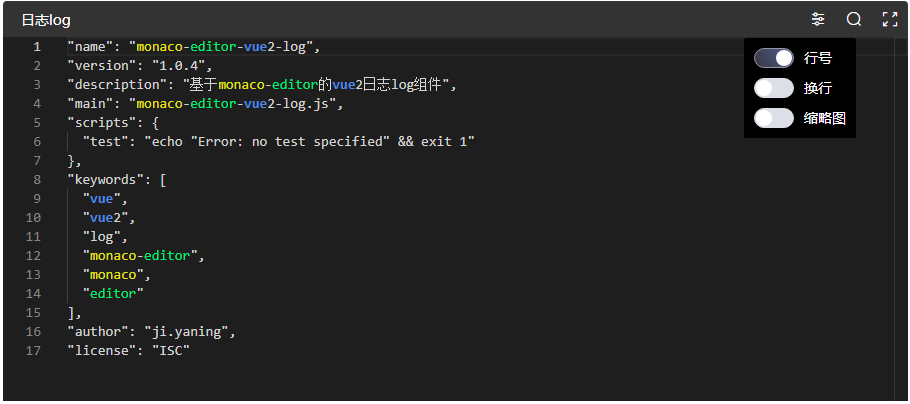 日志log
行号
换行
缩略图
1 "name": "monaco-editor-vue2-log",
2 "version": "1.0.4",
3 "description": "基于monaco-editor的vue2日志log组件",
4 "main": "monaco-editor-vue2-log.js",
5 "scripts": {
6   "test": "echo "Error: no test specified" && exit 1"
7 },
8 "keywords": [
9   "vue",
10   "vue2",
11   "log",
12   "monaco-editor",
13   "monaco",
14   "editor"
15 ],
16 "author": "ji.yaning",
17 "license": "ISC"